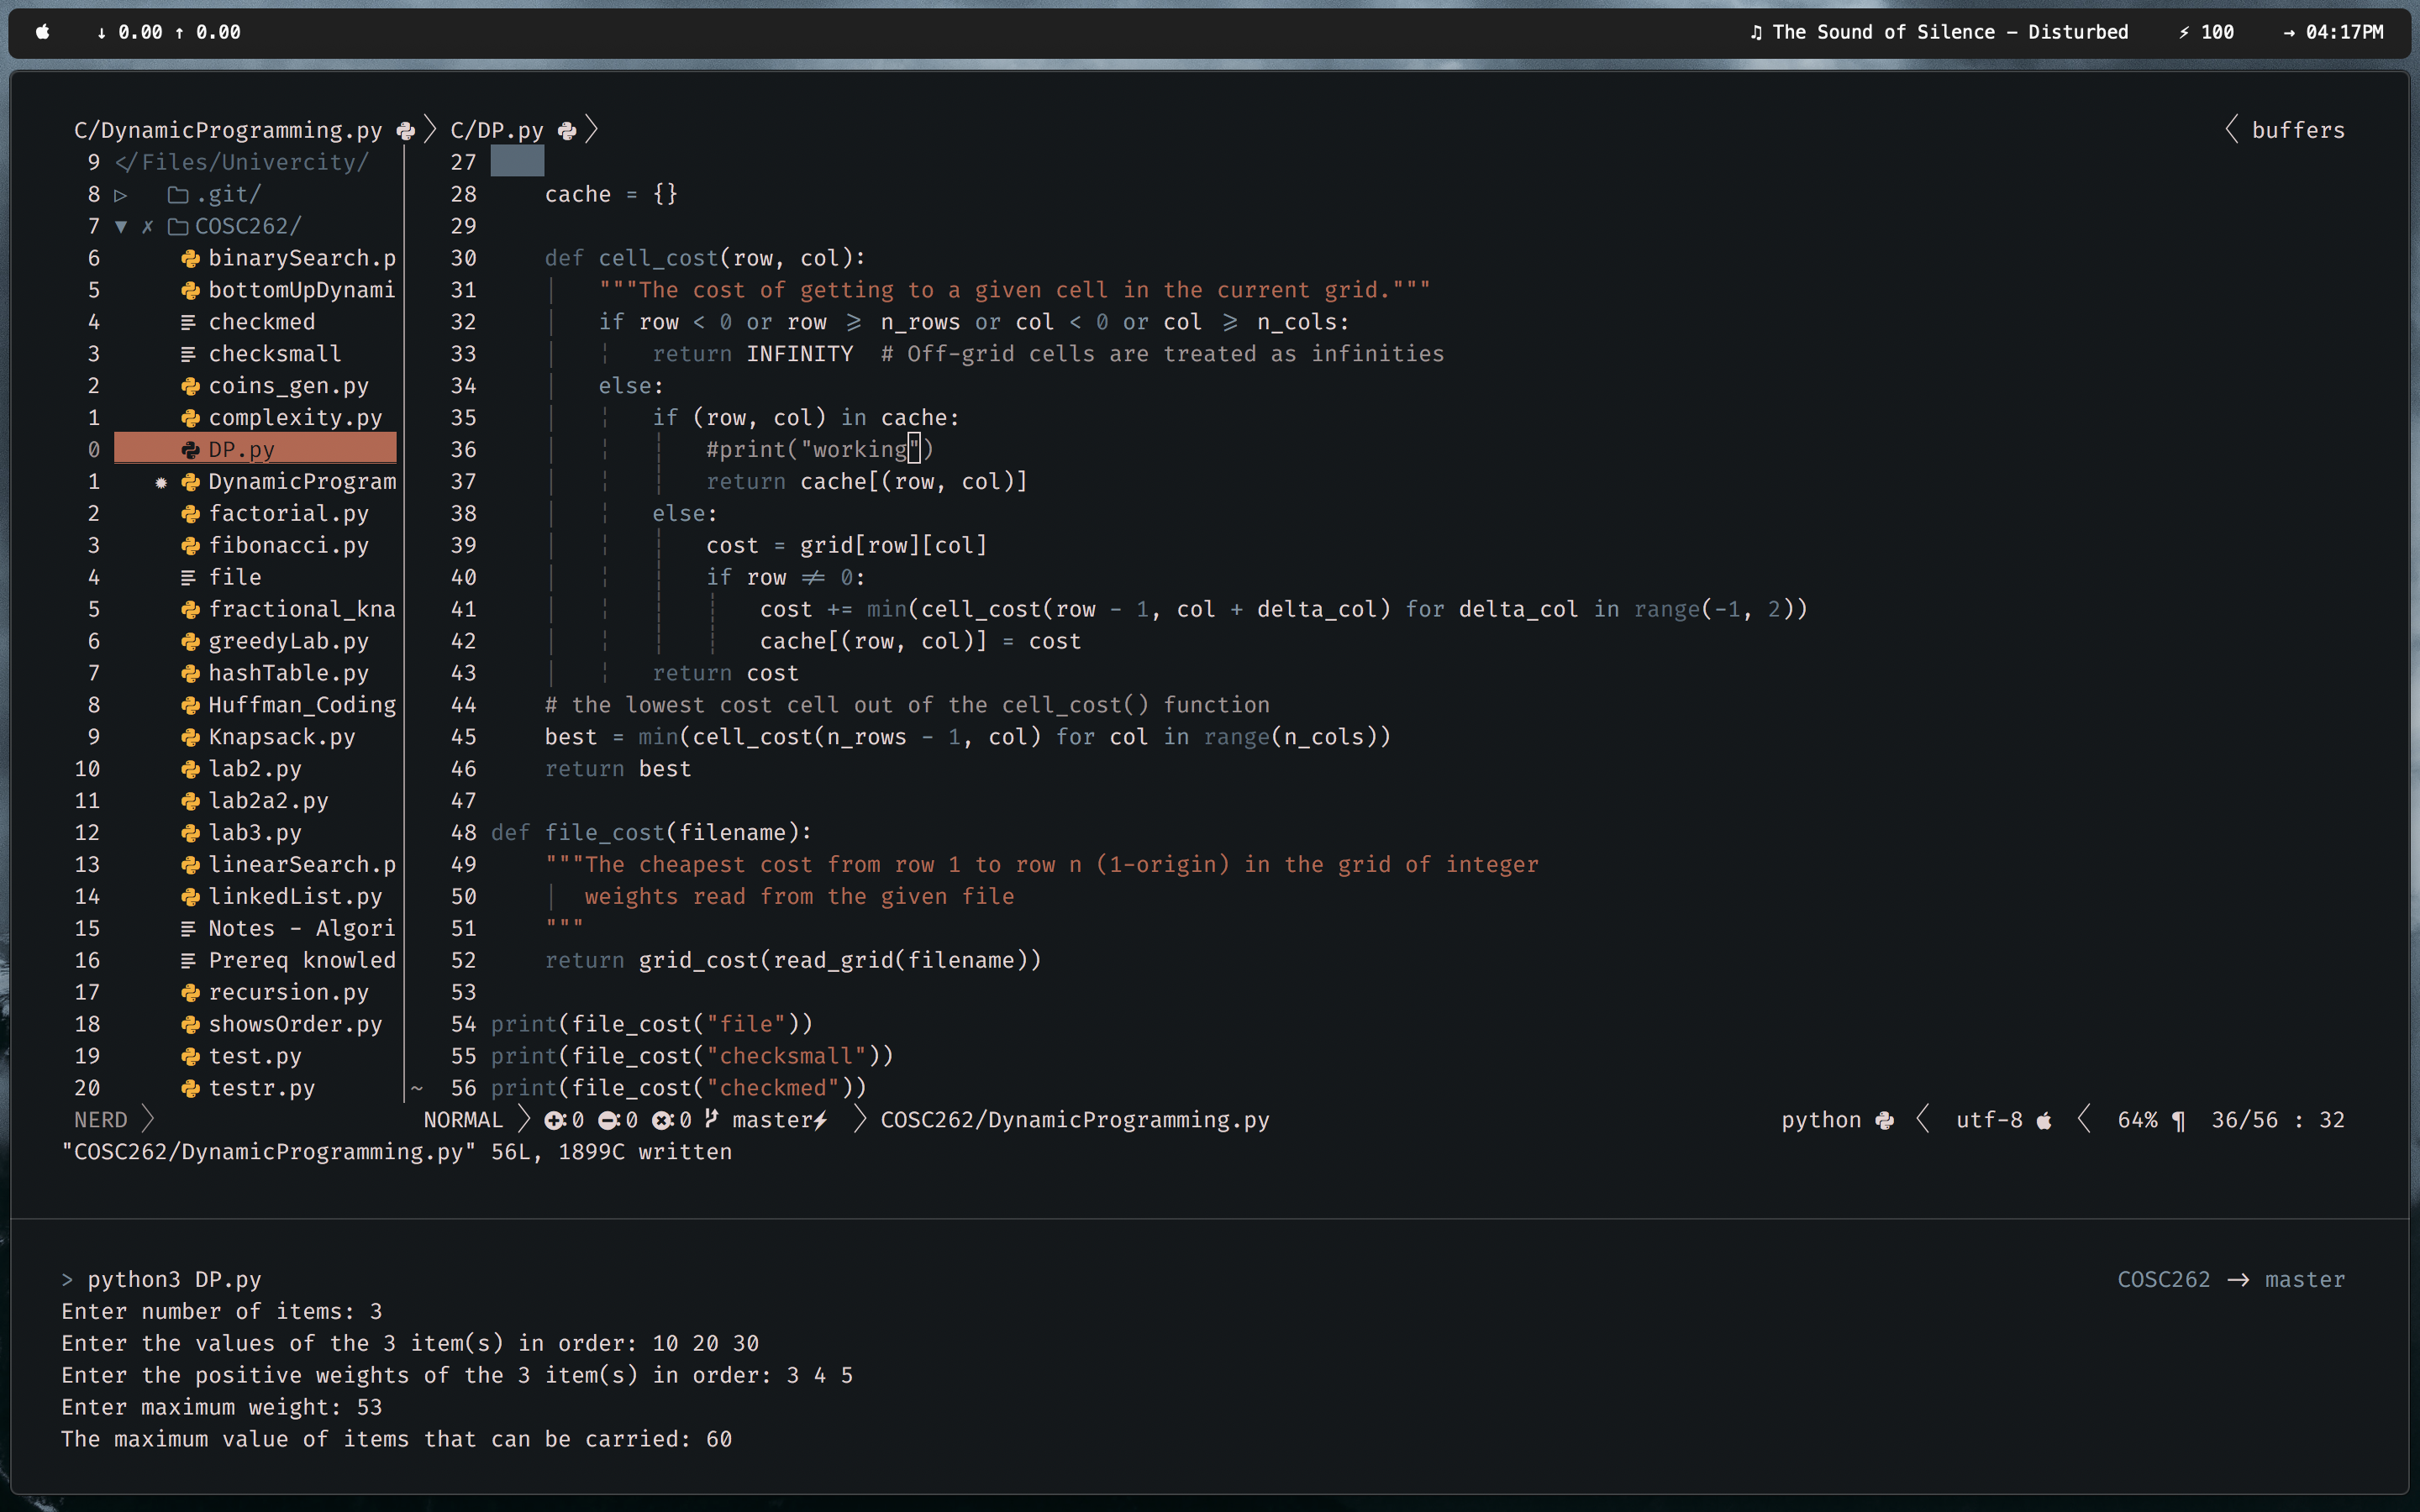 ↓ 0.00 ↑ 0.00
♫ The Sound of Silence – Disturbed
⚡ 100
→ 04:17PM
C/DynamicProgramming.py
C/DP.py
buffers
9 </Files/Univercity/
8 ▷ .git/
7 ▼ ✗ COSC262/
6 binarySearch.p
5 bottomUpDynami
4 checkmed
3 checksmall
2 coins_gen.py
1 complexity.py
0 DP.py
1 ✹ DynamicProgram
2 factorial.py
3 fibonacci.py
4 file
5 fractional_kna
6 greedyLab.py
7 hashTable.py
8 Huffman_Coding
9 Knapsack.py
10 lab2.py
11 lab2a2.py
12 lab3.py
13 linearSearch.p
14 linkedList.py
15 Notes - Algori
16 Prereq knowled
17 recursion.py
18 showsOrder.py
19 test.py
20 testr.py
27
28     cache = {}
29
30     def cell_cost(row, col):
31         """The cost of getting to a given cell in the current grid."""
32         if row < 0 or row ⩾ n_rows or col < 0 or col ⩾ n_cols:
33             return INFINITY  # Off-grid cells are treated as infinities
34         else:
35             if (row, col) in cache:
36                 #print("working")
37                 return cache[(row, col)]
38             else:
39                 cost = grid[row][col]
40                 if row ≠ 0:
41                     cost += min(cell_cost(row - 1, col + delta_col) for delta_col in range(-1, 2))
42                     cache[(row, col)] = cost
43             return cost
44     # the lowest cost cell out of the cell_cost() function
45     best = min(cell_cost(n_rows - 1, col) for col in range(n_cols))
46     return best
47
48 def file_cost(filename):
49     """The cheapest cost from row 1 to row n (1-origin) in the grid of integer
50        weights read from the given file
51     """
52     return grid_cost(read_grid(filename))
53
54 print(file_cost("file"))
55 print(file_cost("checksmall"))
~ 56 print(file_cost("checkmed"))
NERD
NORMAL
:0 :0 :0 master⚡
COSC262/DynamicProgramming.py
python
utf-8
64% ¶ 36/56 : 32
"COSC262/DynamicProgramming.py" 56L, 1899C written
> python3 DP.py
COSC262 → master
Enter number of items: 3
Enter the values of the 3 item(s) in order: 10 20 30
Enter the positive weights of the 3 item(s) in order: 3 4 5
Enter maximum weight: 53
The maximum value of items that can be carried: 60